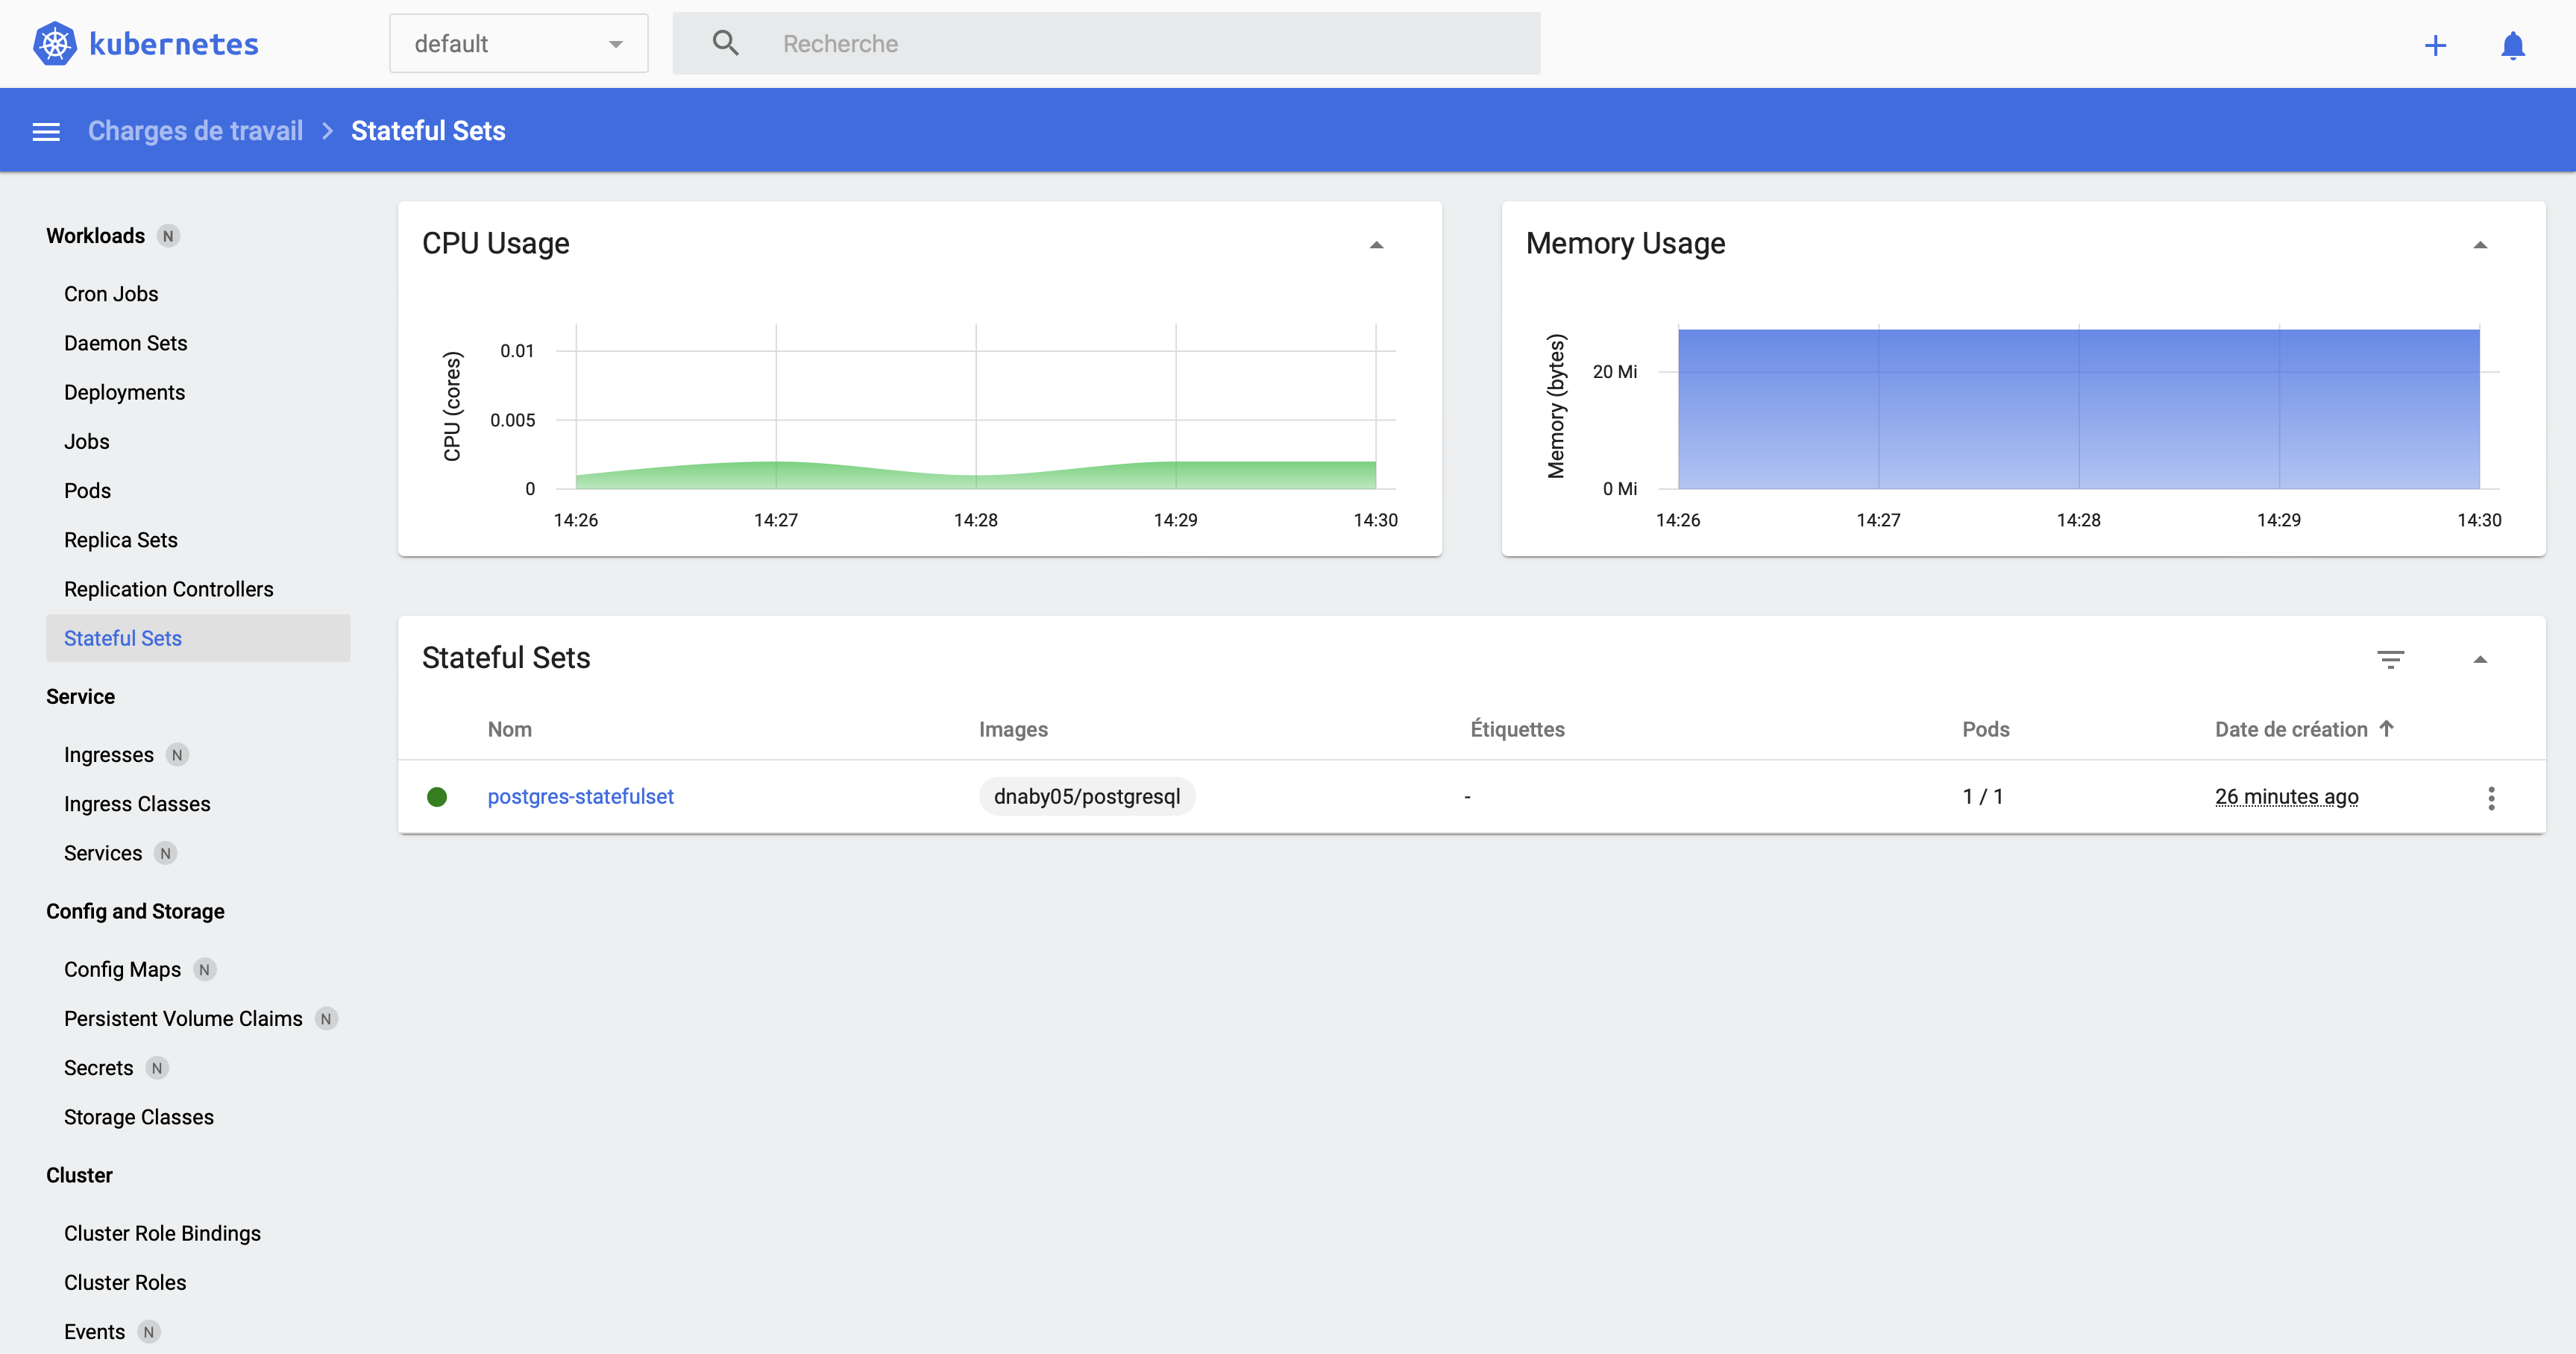 kubernetes
default
Recherche
Charges de travail > Stateful Sets
Workloads N
Cron Jobs
Daemon Sets
Deployments
Jobs
Pods
Replica Sets
Replication Controllers
Stateful Sets
Service
Ingresses N
Ingress Classes
Services N
Config and Storage
Config Maps N
Persistent Volume Claims N
Secrets N
Storage Classes
Cluster
Cluster Role Bindings
Cluster Roles
Events N
CPU Usage
CPU (cores)
0.01
0.005
0
14:26 14:27 14:28 14:29 14:30
Memory Usage
Memory (bytes)
20 Mi
0 Mi
14:26 14:27 14:28 14:29 14:30
Stateful Sets
Nom Images Étiquettes Pods Date de création
postgres-statefulset dnaby05/postgresql - 1 / 1 26 minutes ago